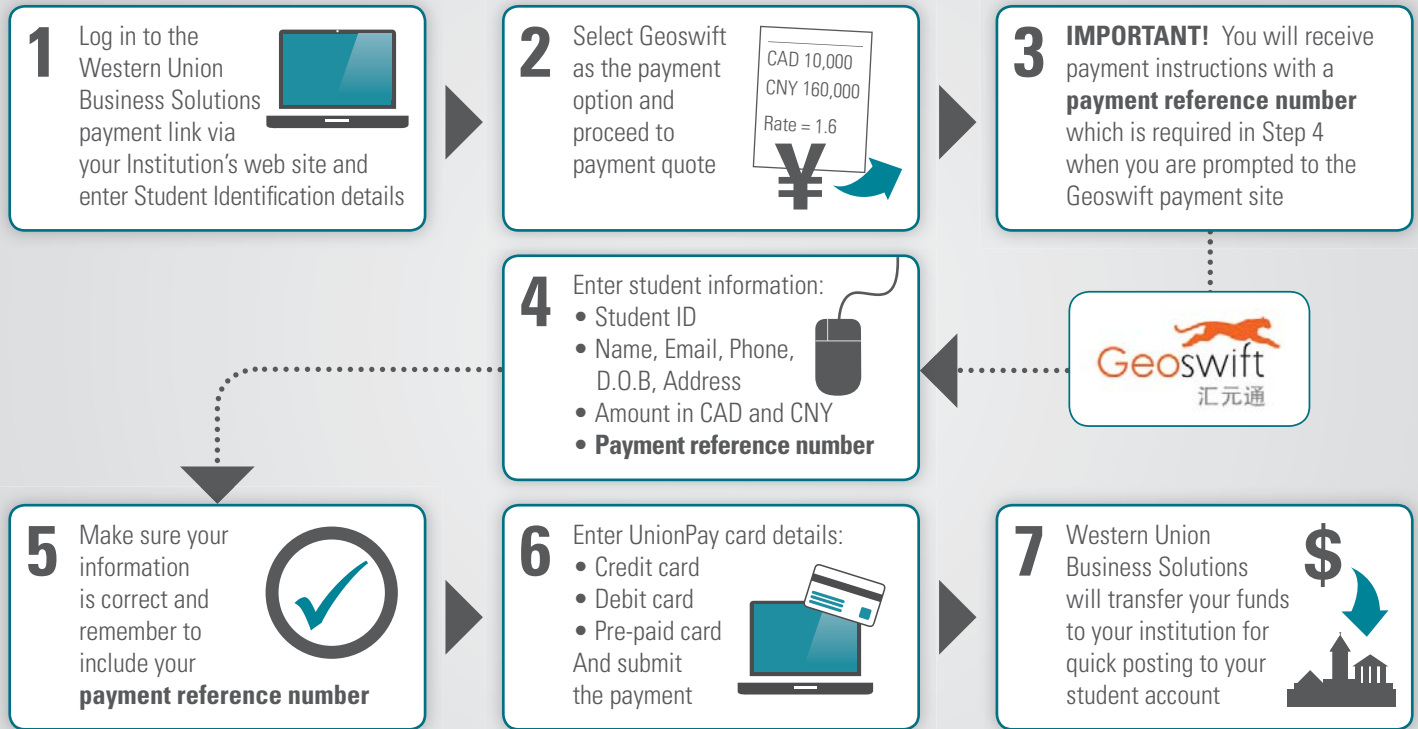 1
Log in to the
Western Union
Business Solutions
payment link via
your Institution's web site and
enter Student Identification details
2
Select Geoswift
as the payment
option and
proceed to
payment quote
CAD 10,000
CNY 160,000
Rate = 1.6
¥
3
IMPORTANT! You will receive
payment instructions with a
payment reference number
which is required in Step 4
when you are prompted to the
Geoswift payment site
Geoswift
汇元通
4
Enter student information:
• Student ID
• Name, Email, Phone,
D.O.B, Address
• Amount in CAD and CNY
• Payment reference number
5
Make sure your
information
is correct and
remember to
include your
payment reference number
6
Enter UnionPay card details:
• Credit card
• Debit card
• Pre-paid card
And submit
the payment
7
Western Union
Business Solutions
will transfer your funds
to your institution for
quick posting to your
student account
$